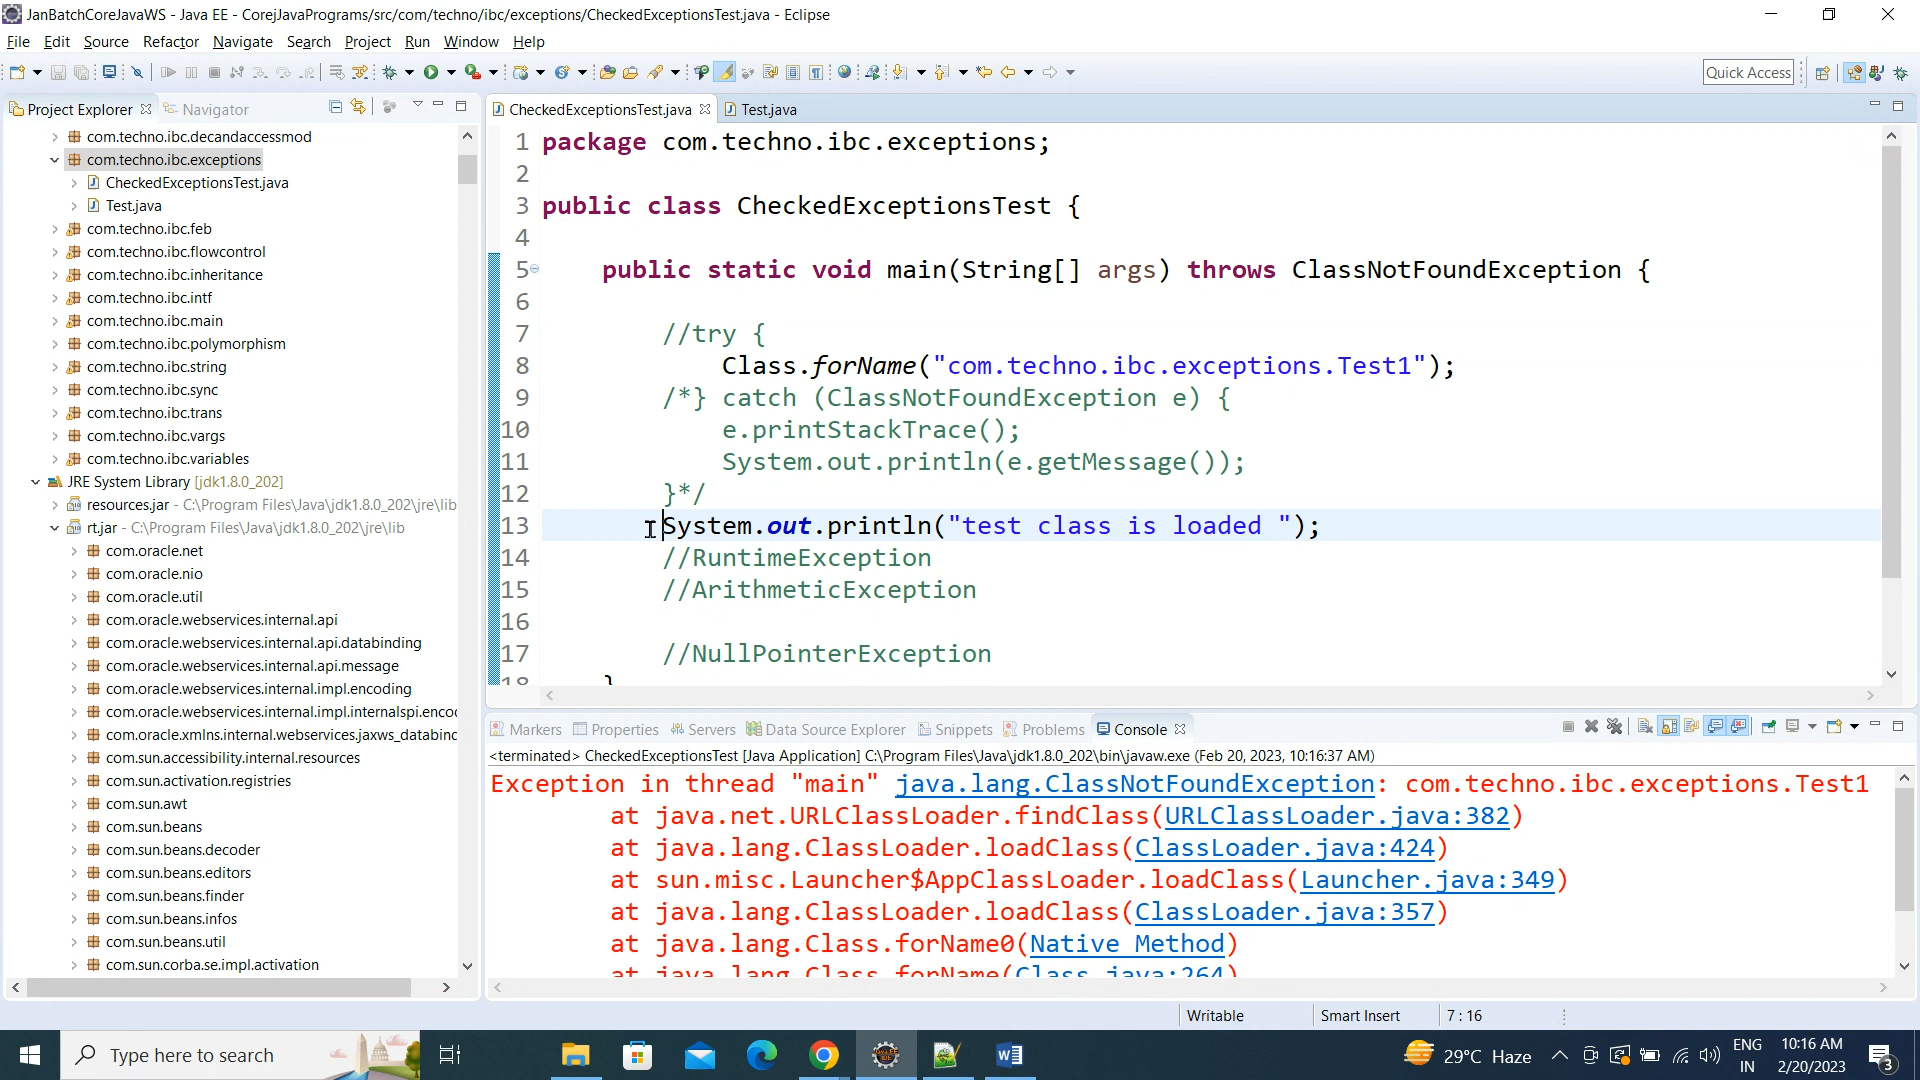 JanBatchCoreJavaWS - Java EE - CorejJavaPrograms/src/com/techno/ibc/exceptions/CheckedExceptionsTest.java - Eclipse
File Edit Source Refactor Navigate Search Project Run Window Help
Quick Access
Project Explorer Navigator
com.techno.ibc.decandaccessmod
com.techno.ibc.exceptions
CheckedExceptionsTest.java
Test.java
com.techno.ibc.feb
com.techno.ibc.flowcontrol
com.techno.ibc.inheritance
com.techno.ibc.intf
com.techno.ibc.main
com.techno.ibc.polymorphism
com.techno.ibc.string
com.techno.ibc.sync
com.techno.ibc.trans
com.techno.ibc.vargs
com.techno.ibc.variables
JRE System Library [jdk1.8.0_202]
resources.jar - C:\Program Files\Java\jdk1.8.0_202\jre\lib
rt.jar - C:\Program Files\Java\jdk1.8.0_202\jre\lib
com.oracle.net
com.oracle.nio
com.oracle.util
com.oracle.webservices.internal.api
com.oracle.webservices.internal.api.databinding
com.oracle.webservices.internal.api.message
com.oracle.webservices.internal.impl.encoding
com.oracle.webservices.internal.impl.internalspi.enco
com.oracle.xmlns.internal.webservices.jaxws_databind
com.sun.accessibility.internal.resources
com.sun.activation.registries
com.sun.awt
com.sun.beans
com.sun.beans.decoder
com.sun.beans.editors
com.sun.beans.finder
com.sun.beans.infos
com.sun.beans.util
com.sun.corba.se.impl.activation
CheckedExceptionsTest.java Test.java
1 package com.techno.ibc.exceptions;
2
3 public class CheckedExceptionsTest {
4
5 public static void main(String[] args) throws ClassNotFoundException {
6
7 //try {
8 Class.forName("com.techno.ibc.exceptions.Test1");
9 /*} catch (ClassNotFoundException e) {
10 e.printStackTrace();
11 System.out.println(e.getMessage());
12 }*/
13 System.out.println("test class is loaded ");
14 //RuntimeException
15 //ArithmeticException
16
17 //NullPointerException
18 }
Markers Properties Servers Data Source Explorer Snippets Problems Console
<terminated> CheckedExceptionsTest [Java Application] C:\Program Files\Java\jdk1.8.0_202\bin\javaw.exe (Feb 20, 2023, 10:16:37 AM)
Exception in thread "main" java.lang.ClassNotFoundException: com.techno.ibc.exceptions.Test1
at java.net.URLClassLoader.findClass(URLClassLoader.java:382)
at java.lang.ClassLoader.loadClass(ClassLoader.java:424)
at sun.misc.Launcher$AppClassLoader.loadClass(Launcher.java:349)
at java.lang.ClassLoader.loadClass(ClassLoader.java:357)
at java.lang.Class.forName0(Native Method)
at java.lang.Class.forName(Class.java:264)
Writable Smart Insert 7 : 16
Type here to search
29°C Haze
ENG
IN
10:16 AM
2/20/2023
3